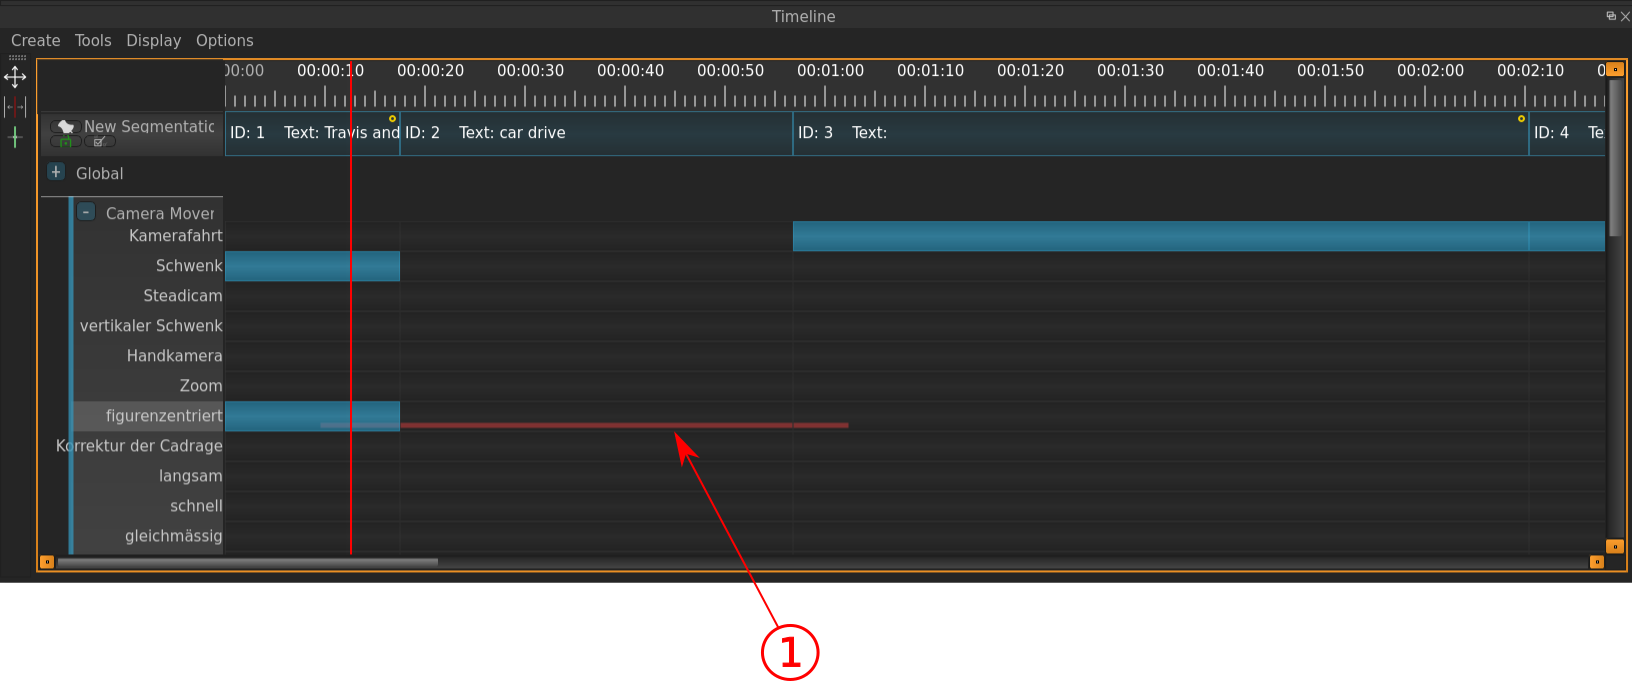 Timeline
Create Tools Display Options
00:00 00:00:10 00:00:20 00:00:30 00:00:40 00:00:50 00:01:00 00:01:10 00:01:20 00:01:30 00:01:40 00:01:50 00:02:00 00:02:10 0
New Segmentatic ID: 1 Text: Travis and ID: 2 Text: car drive ID: 3 Text: ID: 4 Te
Global
Camera Mover
Kamerafahrt
Schwenk
Steadicam
vertikaler Schwenk
Handkamera
Zoom
figurenzentriert
Korrektur der Cadrage
langsam
schnell
gleichmässig
1